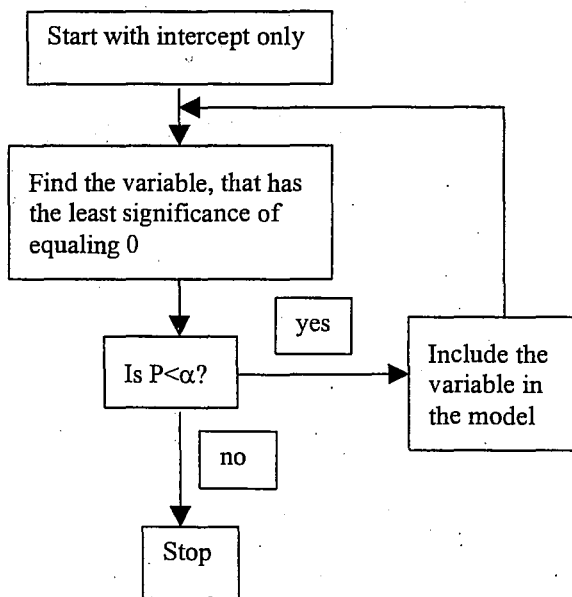 Start with intercept only
Find the variable, that has
the least significance of
equaling 0
Is P<α?
yes
Include the
variable in
the model
no
Stop